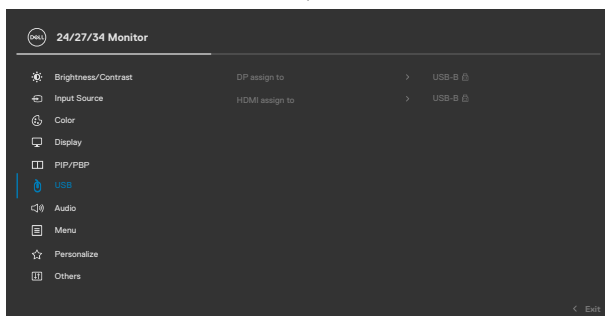 DELL 24/27/34 Monitor
Brightness/Contrast DP assign to > USB-B
Input Source HDMI assign to > USB-B
Color
Display
PIP/PBP
USB
Audio
Menu
Personalize
Others
< Exit